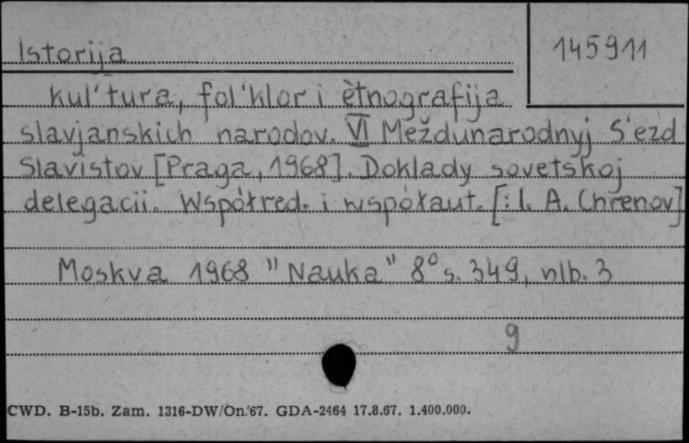 Istorija
145911
kul'tura, fol'klor i ètnografija
slavjanskich narodov. VI Meždunarodnyj S'ezd
Slavistov [Praga, 1968]. Doklady sovetskoj
delegacii. Współred. i współaut. [:I. A. Chrenov]
Moskva 1968 "Nauka" 8° s. 349, nlb. 3
9
CWD. B-15b. Zam. 1316-DW/On/67. GDA-2464 17.8.67. 1.400.000.